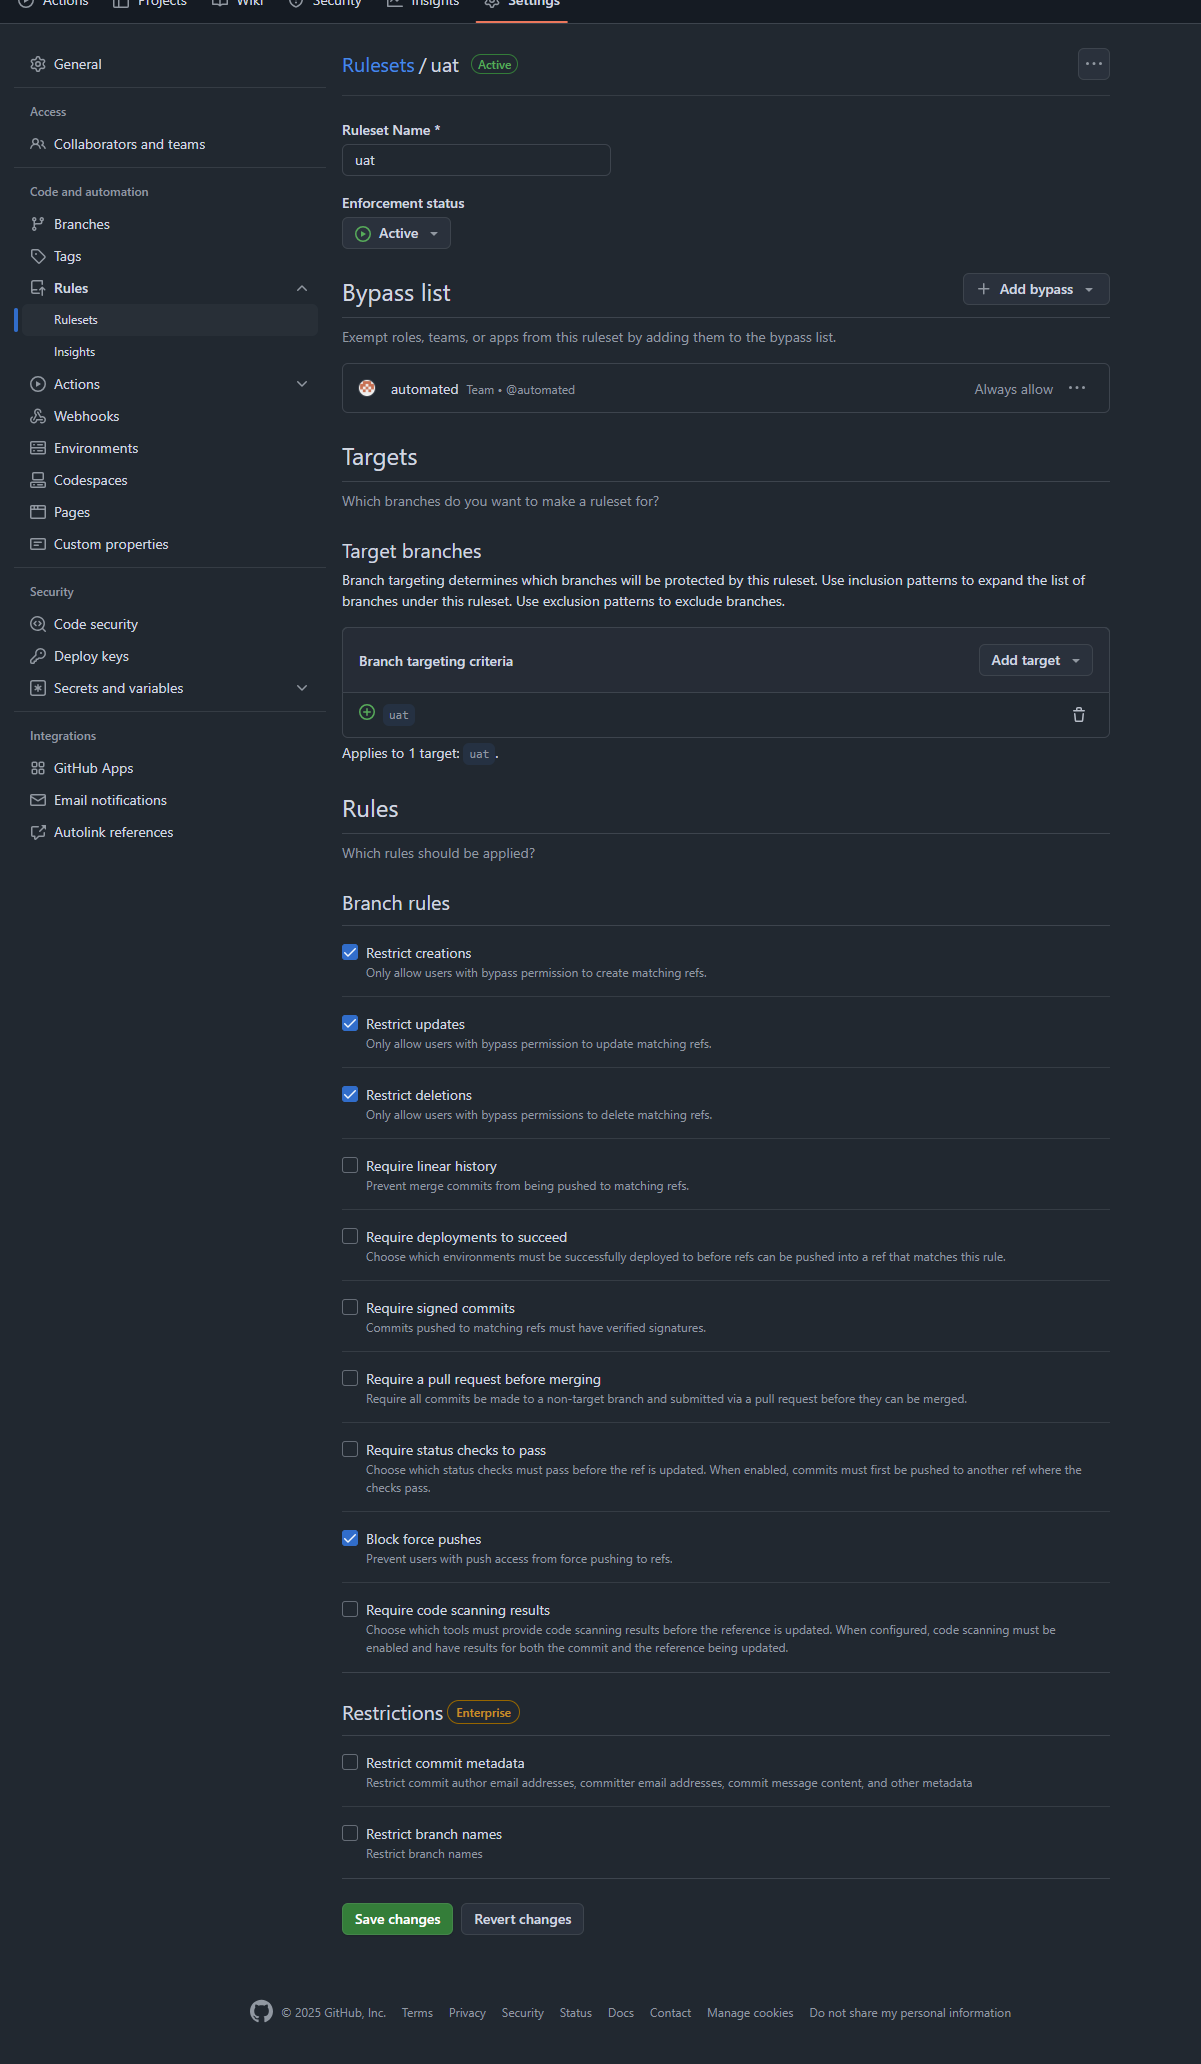 Actions Projects Wiki Security Insights Settings
General
Access
Collaborators and teams
Code and automation
Branches
Tags
Rules
Rulesets
Insights
Actions
Webhooks
Environments
Codespaces
Pages
Custom properties
Security
Code security
Deploy keys
Secrets and variables
Integrations
GitHub Apps
Email notifications
Autolink references
Rulesets / uat Active
Ruleset Name *
uat
Enforcement status
Active
Bypass list
Add bypass
Exempt roles, teams, or apps from this ruleset by adding them to the bypass list.
automated Team • @automated Always allow
Targets
Which branches do you want to make a ruleset for?
Target branches
Branch targeting determines which branches will be protected by this ruleset. Use inclusion patterns to expand the list of
branches under this ruleset. Use exclusion patterns to exclude branches.
Branch targeting criteria Add target
uat
Applies to 1 target: uat.
Rules
Which rules should be applied?
Branch rules
Restrict creations
Only allow users with bypass permission to create matching refs.
Restrict updates
Only allow users with bypass permission to update matching refs.
Restrict deletions
Only allow users with bypass permissions to delete matching refs.
Require linear history
Prevent merge commits from being pushed to matching refs.
Require deployments to succeed
Choose which environments must be successfully deployed to before refs can be pushed into a ref that matches this rule.
Require signed commits
Commits pushed to matching refs must have verified signatures.
Require a pull request before merging
Require all commits be made to a non-target branch and submitted via a pull request before they can be merged.
Require status checks to pass
Choose which status checks must pass before the ref is updated. When enabled, commits must first be pushed to another ref where the
checks pass.
Block force pushes
Prevent users with push access from force pushing to refs.
Require code scanning results
Choose which tools must provide code scanning results before the reference is updated. When configured, code scanning must be
enabled and have results for both the commit and the reference being updated.
Restrictions Enterprise
Restrict commit metadata
Restrict commit author email addresses, committer email addresses, commit message content, and other metadata
Restrict branch names
Restrict branch names
Save changes Revert changes
© 2025 GitHub, Inc. Terms Privacy Security Status Docs Contact Manage cookies Do not share my personal information